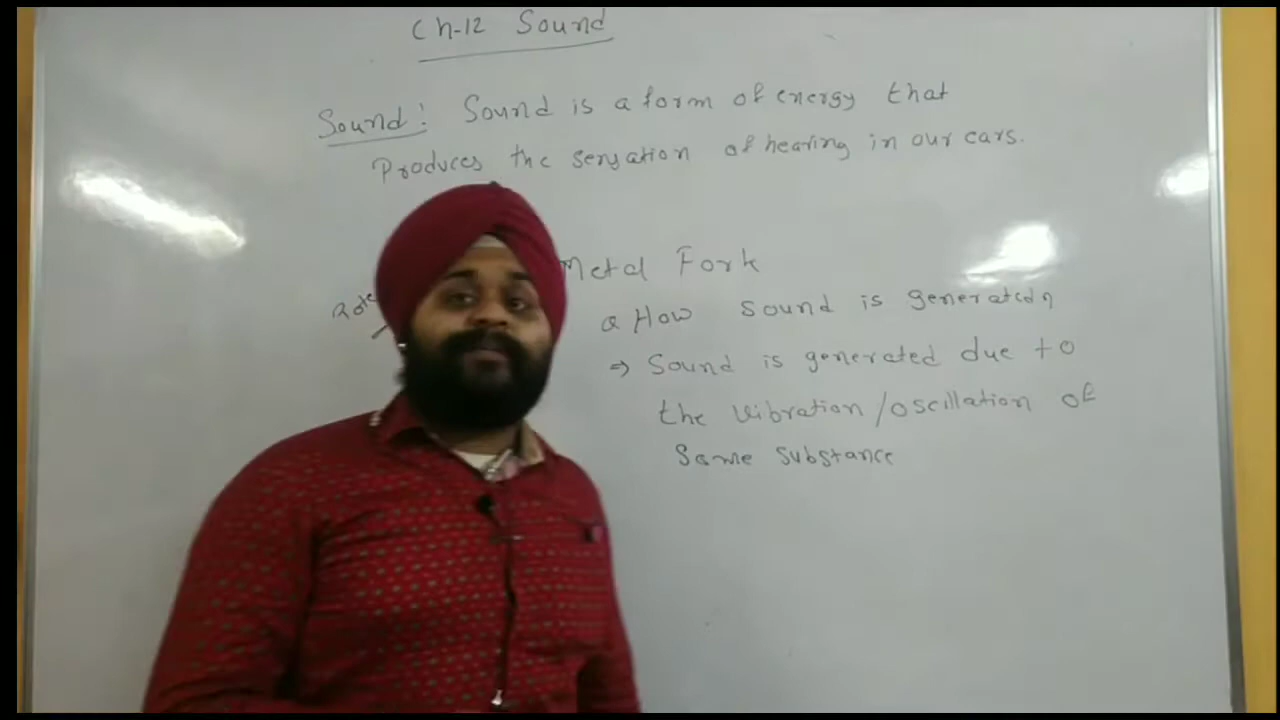 Ch-12 Sound
Sound: Sound is a form of energy that
Produces the sensation of hearing in our ears.
Metal Fork
Q How sound is generated?
⇒ Sound is generated due to
the vibration/oscillation of
Some substance